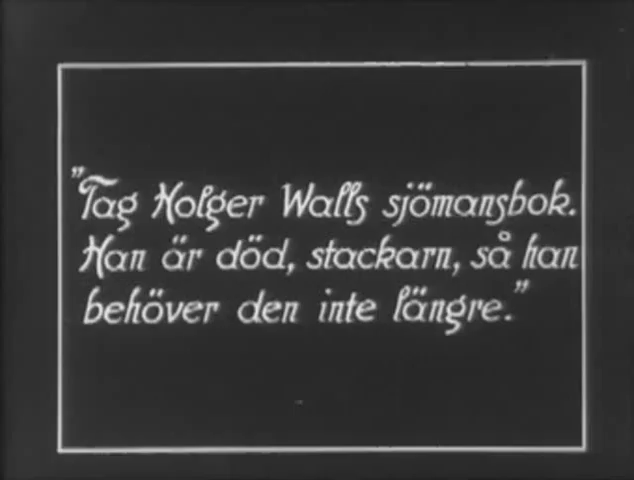 "Tag Holger Walls sjömansbok.
Han är död, stackarn, så han
behöver den inte längre."